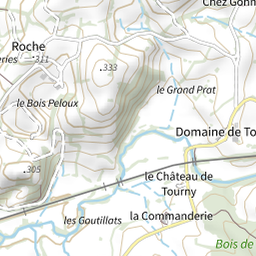 Chez Gonn
Roche
311
eries
333
le Bois Peloux
le Grand Prat
Domaine de To
305
le Château de
Tourny
les Goutillats
la Commanderie
Bois de